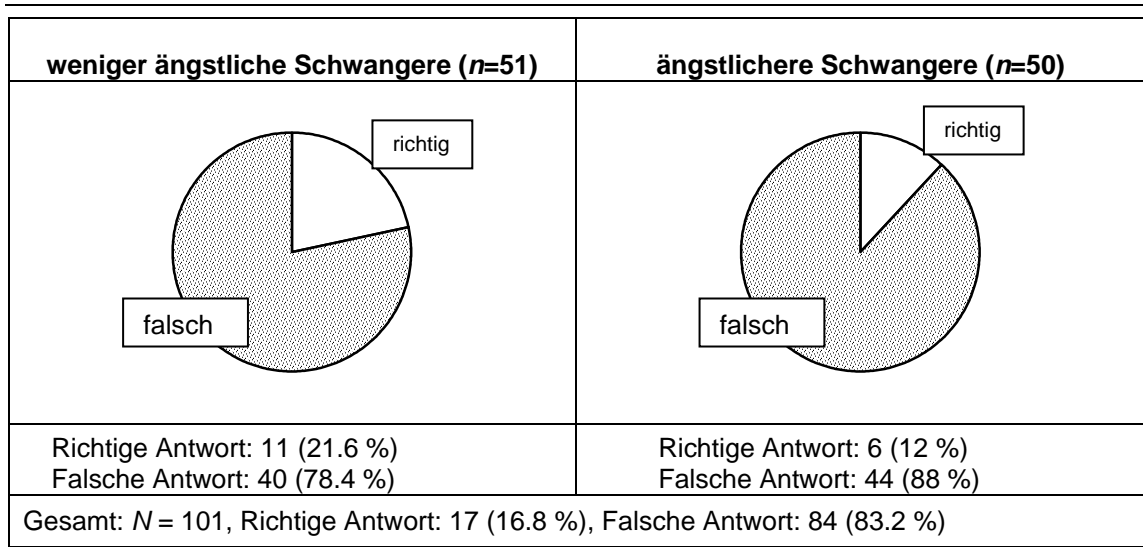 weniger ängstliche Schwangere (n=51)
ängstlichere Schwangere (n=50)
richtig
falsch
richtig
falsch
Richtige Antwort: 11 (21.6 %)
Falsche Antwort: 40 (78.4 %)
Richtige Antwort: 6 (12 %)
Falsche Antwort: 44 (88 %)
Gesamt: N = 101, Richtige Antwort: 17 (16.8 %), Falsche Antwort: 84 (83.2 %)